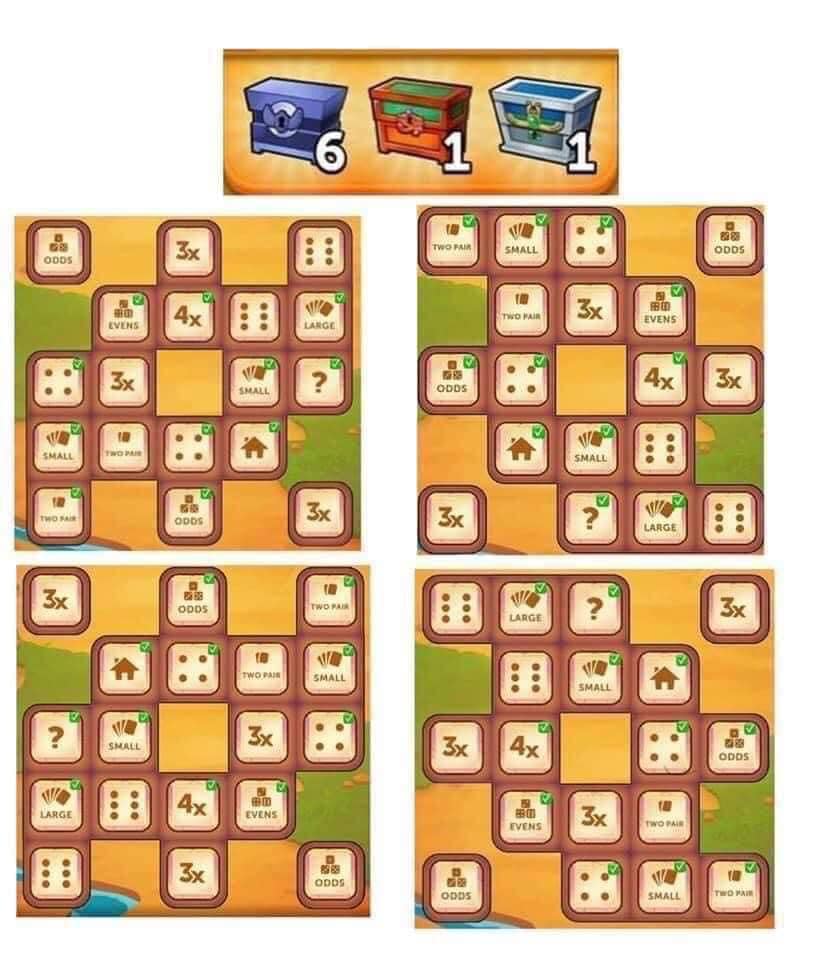 6 1 1
ODDS 3x
EVENS 4x LARGE
3x SMALL ?
SMALL TWO PAIR
TWO PAIR ODDS 3x
TWO PAIR SMALL ODDS
TWO PAIR 3x EVENS
ODDS 4x 3x
SMALL
3x ? LARGE
3x ODDS TWO PAIR
TWO PAIR SMALL
? SMALL 3x
LARGE 4x EVENS
3x ODDS
LARGE ? 3x
SMALL
3x 4x ODDS
EVENS 3x TWO PAIR
ODDS SMALL TWO PAIR